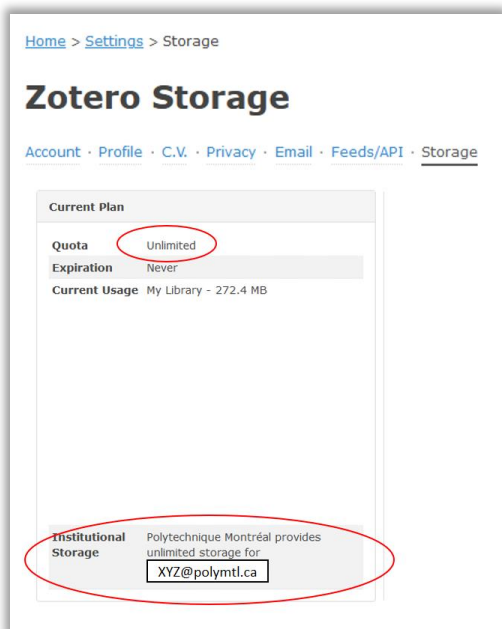 Home > Settings > Storage
Zotero Storage
Account · Profile · C.V. · Privacy · Email · Feeds/API · Storage
Current Plan
Quota Unlimited
Expiration Never
Current Usage My Library - 272.4 MB
Institutional Storage Polytechnique Montréal provides
unlimited storage for
XYZ@polymtl.ca